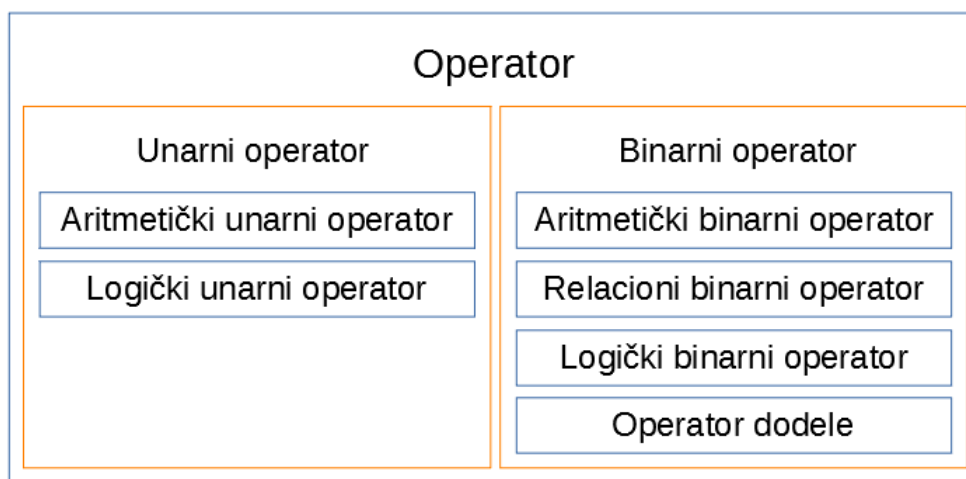 Operator
Unarni operator
Aritmetički unarni operator
Logički unarni operator
Binarni operator
Aritmetički binarni operator
Relacioni binarni operator
Logički binarni operator
Operator dodele